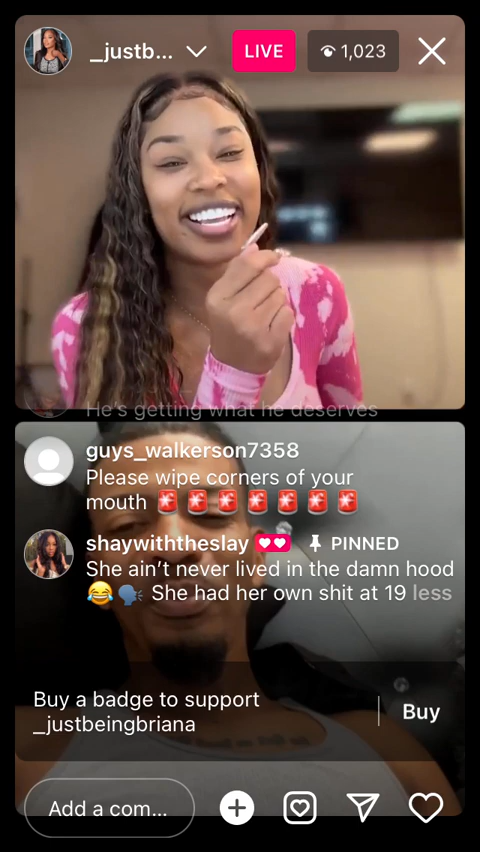 _justb...
LIVE
1,023
He's getting what he deserves
guys_walkerson7358
Please wipe corners of your
mouth 🚨🚨🚨🚨🚨🚨🚨
shaywiththeslay PINNED
She ain't never lived in the damn hood
😂🗣️ She had her own shit at 19 less
Buy a badge to support
_justbeingbriana
Buy
Add a com...